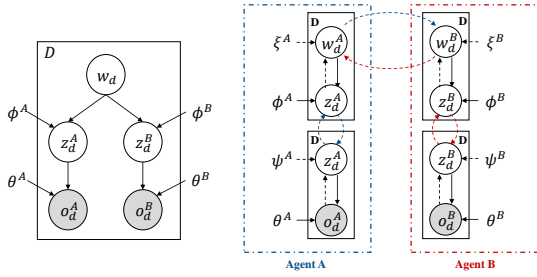 D
w_d
ϕ^A
ϕ^B
z_d^A
z_d^B
θ^A
θ^B
o_d^A
o_d^B
D
D
ξ^A
w_d^A
w_d^B
ξ^B
ϕ^A
z_d^A
z_d^B
ϕ^B
D
D
ψ^A
z_d^A
z_d^B
ψ^B
θ^A
o_d^A
o_d^B
θ^B
Agent A
Agent B